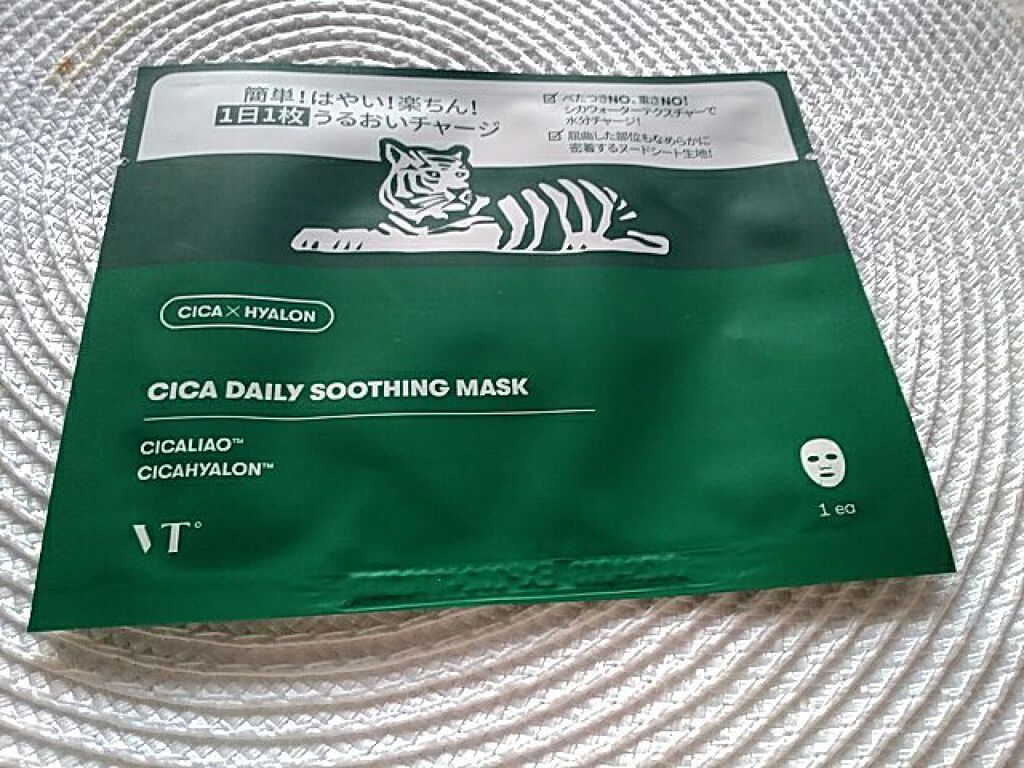 簡単!はやい!楽ちん!
1日1枚うるおいチャージ
べたつきNO、重さNO!
シカウォーターテクスチャーで
水分チャージ!
屈曲した部位もなめらかに
密着するヌードシート生地!
CICA×HYALON
CICA DAILY SOOTHING MASK
CICALIAO™
CICAHYALON™
VT°
1 ea